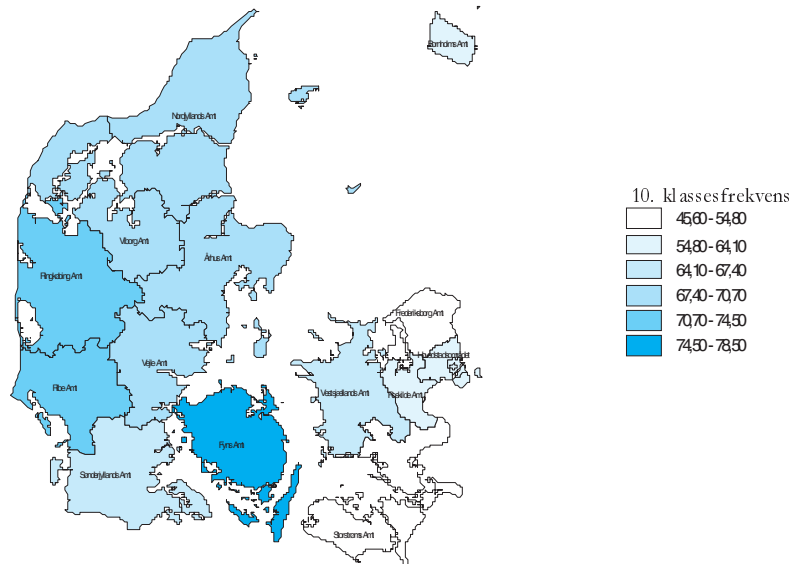 Bornholms Amt
Nordjyllands Amt
10. klassesfrekvens
45,60 - 54,80
54,80 - 64,10
64,10 - 67,40
67,40 - 70,70
70,70 - 74,50
74,50 - 78,50
Viborg Amt
Århus Amt
Ringkøbing Amt
Frederiksborg Amt
Hovedstadsområdet
Vejle Amt
Ribe Amt
Vestsjællands Amt
Roskilde Amt
Fyns Amt
Sønderjyllands Amt
Storstrøms Amt